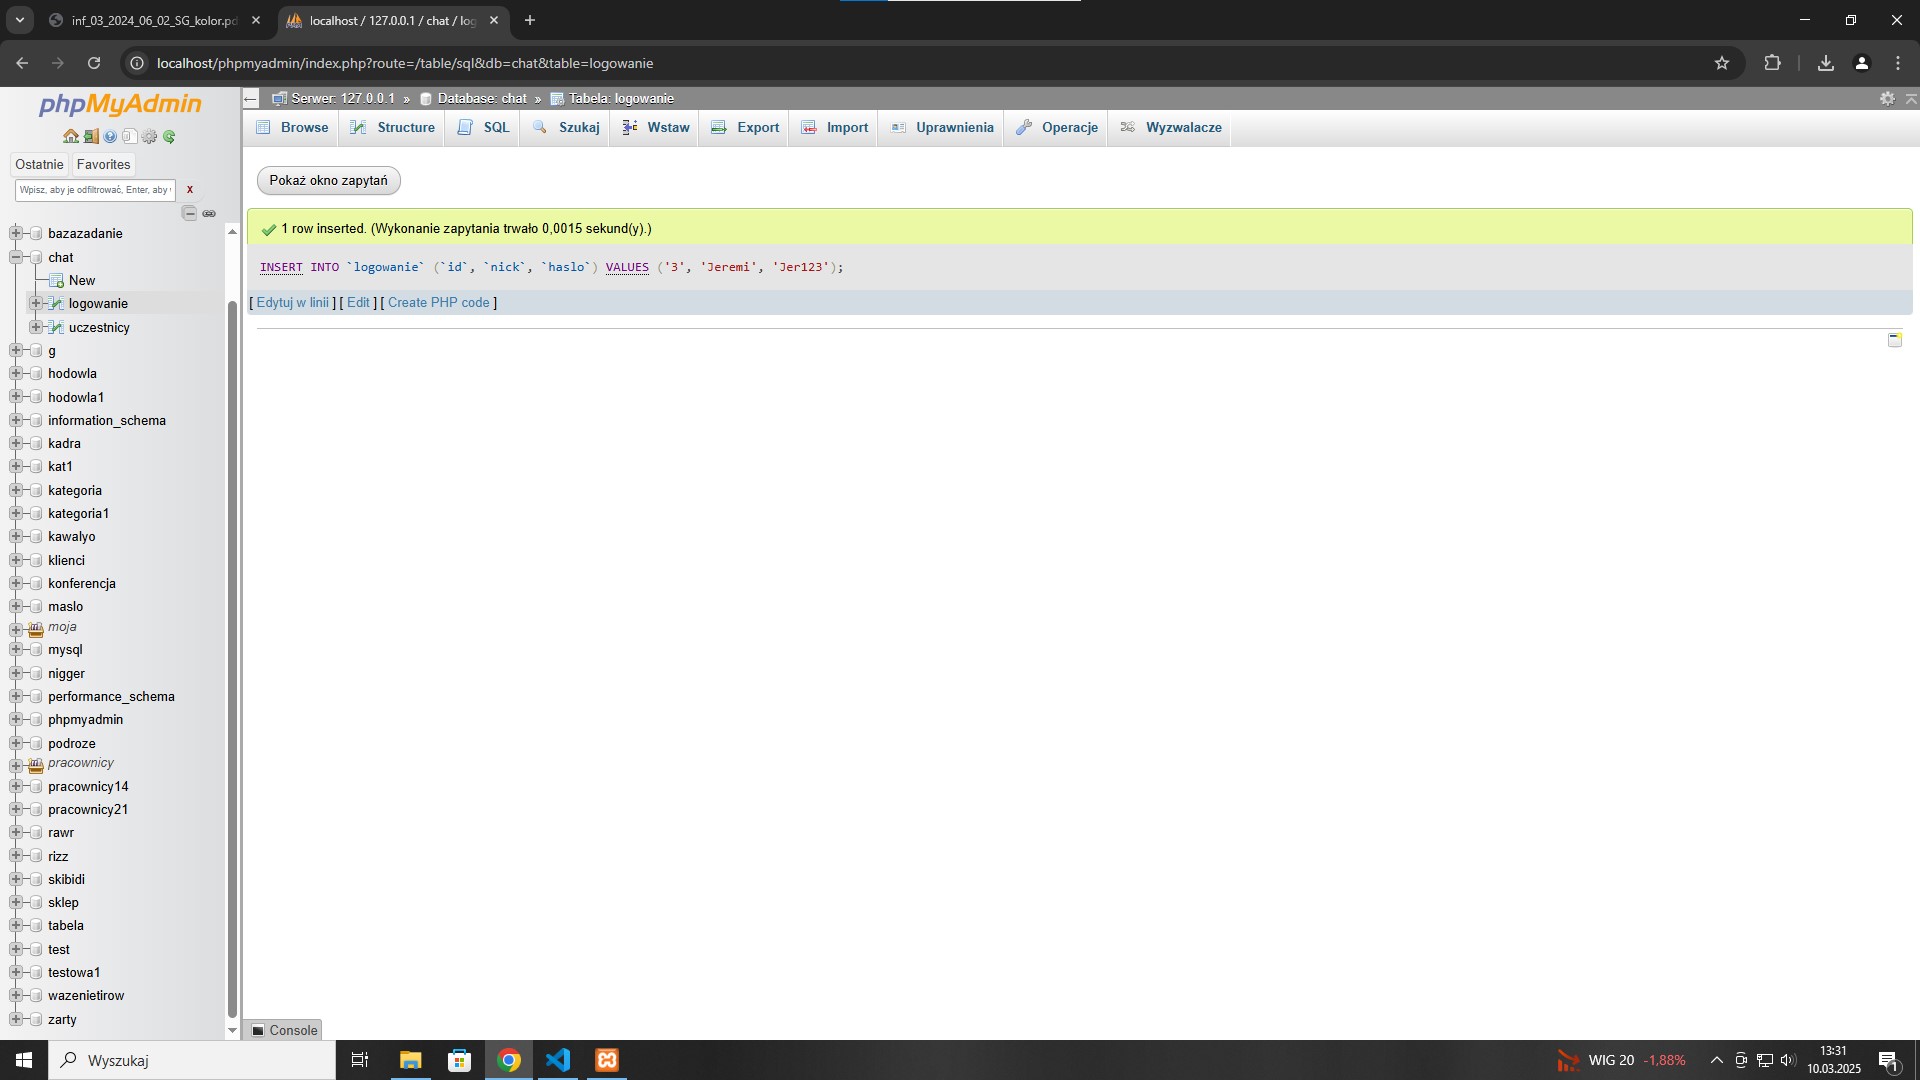 inf_03_2024_06_02_SG_kolor.pd
localhost / 127.0.0.1 / chat / log
localhost/phpmyadmin/index.php?route=/table/sql&db=chat&table=logowanie
phpMyAdmin
Serwer: 127.0.0.1 » Database: chat » Tabela: logowanie
Browse Structure SQL Szukaj Wstaw Export Import Uprawnienia Operacje Wyzwalacze
Ostatnie Favorites
Wpisz, aby je odfiltrować, Enter, aby x
bazazadanie
chat
New
logowanie
uczestnicy
g
hodowla
hodowla1
information_schema
kadra
kat1
kategoria
kategoria1
kawalyo
klienci
konferencja
maslo
moja
mysql
nigger
performance_schema
phpmyadmin
podroze
pracownicy
pracownicy14
pracownicy21
rawr
rizz
skibidi
sklep
tabela
test
testowa1
wazenietirow
zarty
Pokaż okno zapytań
1 row inserted. (Wykonanie zapytania trwało 0,0015 sekund(y).)
INSERT INTO `logowanie` (`id`, `nick`, `haslo`) VALUES ('3', 'Jeremi', 'Jer123');
[ Edytuj w linii ] [ Edit ] [ Create PHP code ]
Console
Wyszukaj
WIG 20 -1,88%
13:31
10.03.2025
1